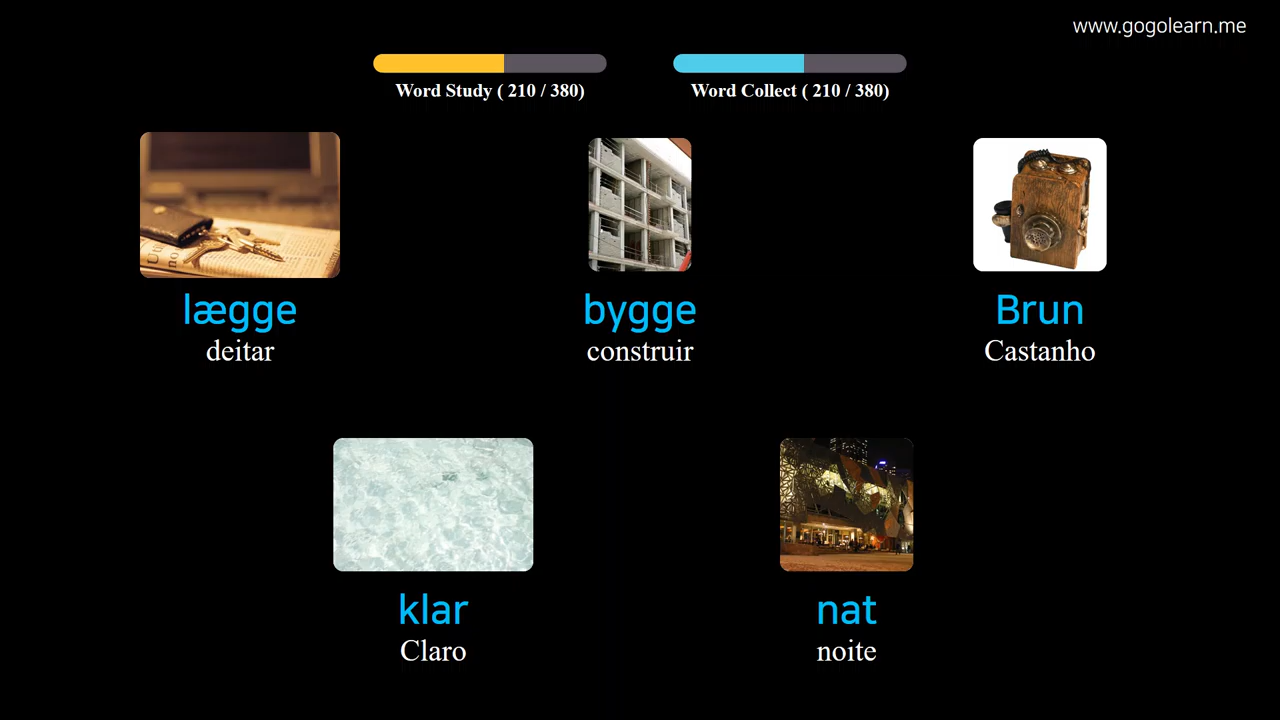 www.gogolearn.me
Word Study ( 210 / 380)
Word Collect ( 210 / 380)
lægge
deitar
bygge
construir
Brun
Castanho
klar
Claro
nat
noite